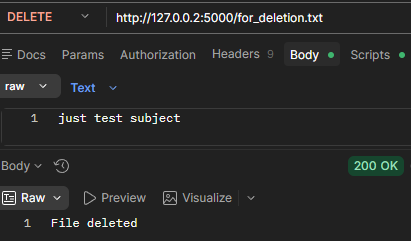 DELETE http://127.0.0.2:5000/for_deletion.txt
Docs Params Authorization Headers 9 Body Scripts
raw Text
1 just test subject
Body 200 OK
Raw Preview Visualize
1 File deleted